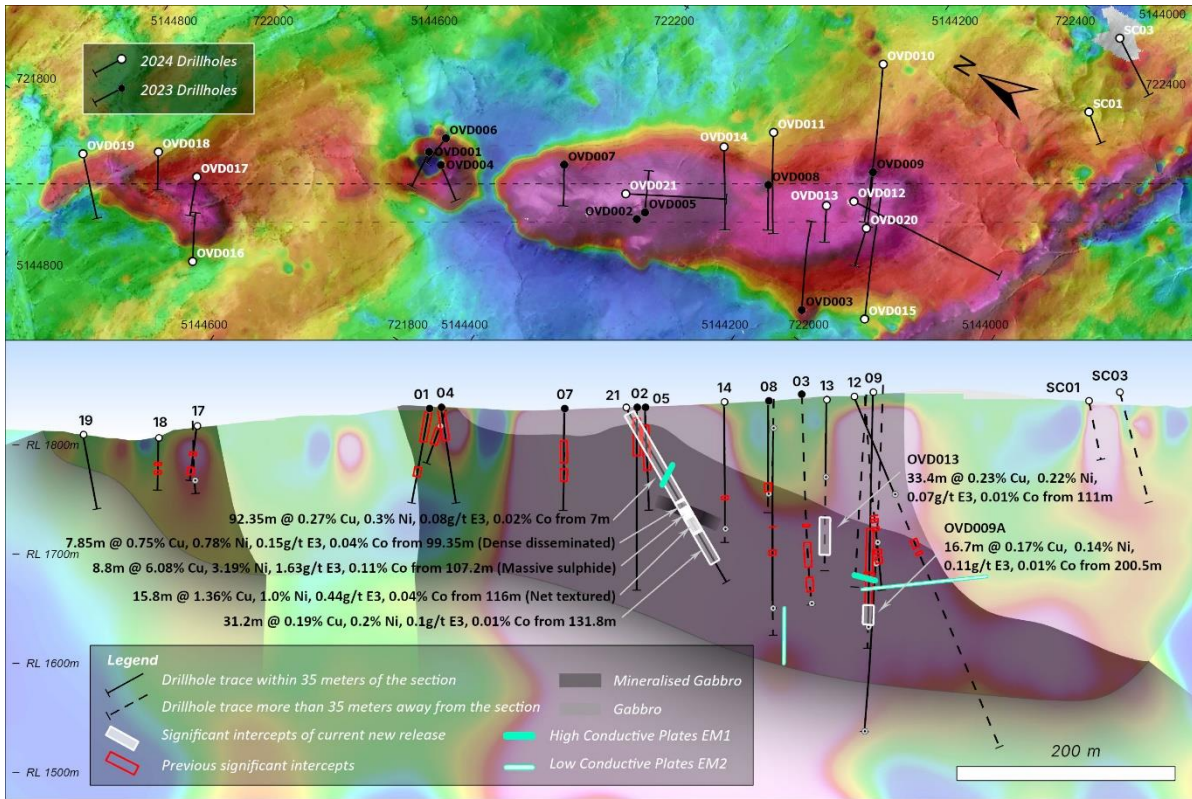 5144800
722000
5144600
722200
5144200
722400
5144000
2024 Drillholes
2023 Drillholes
721800
SC03
722400
SC01
N
OVD010
OVD019
OVD018
OVD017
OVD016
OVD006
OVD001
OVD004
OVD007
OVD014
OVD011
OVD009
OVD008
OVD021
OVD002
OVD005
OVD013
OVD012
OVD020
OVD003
OVD015
5144800
5144600
721800
5144400
5144200
722000
5144000
19
18
17
01
04
07
21
02
05
14
08
03
13
12
09
SC01
SC03
RL 1800m
RL 1700m
RL 1600m
RL 1500m
OVD013
33.4m @ 0.23% Cu, 0.22% Ni,
0.07g/t E3, 0.01% Co from 111m
OVD009A
16.7m @ 0.17% Cu, 0.14% Ni,
0.11g/t E3, 0.01% Co from 200.5m
92.35m @ 0.27% Cu, 0.3% Ni, 0.08g/t E3, 0.02% Co from 7m
7.85m @ 0.75% Cu, 0.78% Ni, 0.15g/t E3, 0.04% Co from 99.35m (Dense disseminated)
8.8m @ 6.08% Cu, 3.19% Ni, 1.63g/t E3, 0.11% Co from 107.2m (Massive sulphide)
15.8m @ 1.36% Cu, 1.0% Ni, 0.44g/t E3, 0.04% Co from 116m (Net textured)
31.2m @ 0.19% Cu, 0.2% Ni, 0.1g/t E3, 0.01% Co from 131.8m
Legend
Drillhole trace within 35 meters of the section
Drillhole trace more than 35 meters away from the section
Significant intercepts of current new release
Previous significant intercepts
Mineralised Gabbro
Gabbro
High Conductive Plates EM1
Low Conductive Plates EM2
200 m